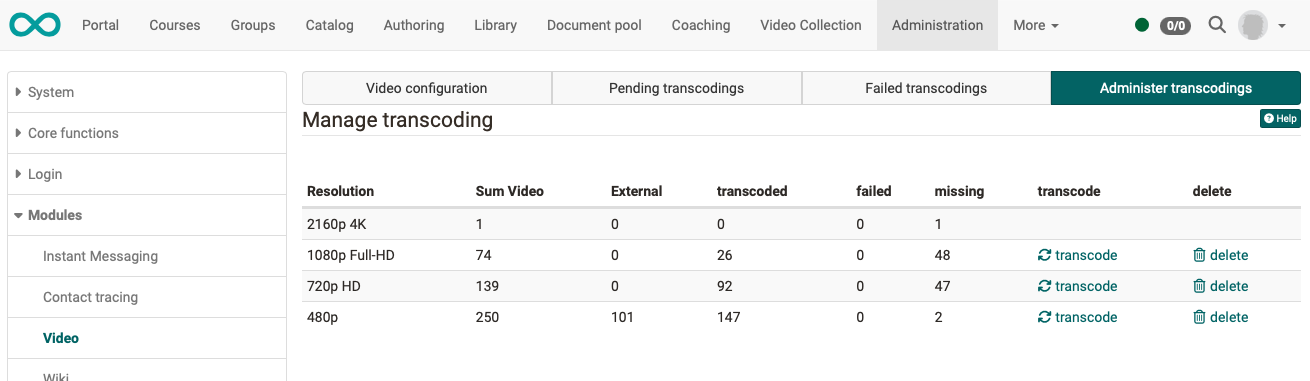 Portal Courses Groups Catalog Authoring Library Document pool Coaching Video Collection Administration More 0/0
System
Core functions
Login
Modules
Instant Messaging
Contact tracing
Video
Wiki
Video configuration Pending transcodings Failed transcodings Administer transcodings
Manage transcoding Help
Resolution Sum Video External transcoded failed missing transcode delete
2160p 4K 1 0 0 0 1
1080p Full-HD 74 0 26 0 48 transcode delete
720p HD 139 0 92 0 47 transcode delete
480p 250 101 147 0 2 transcode delete